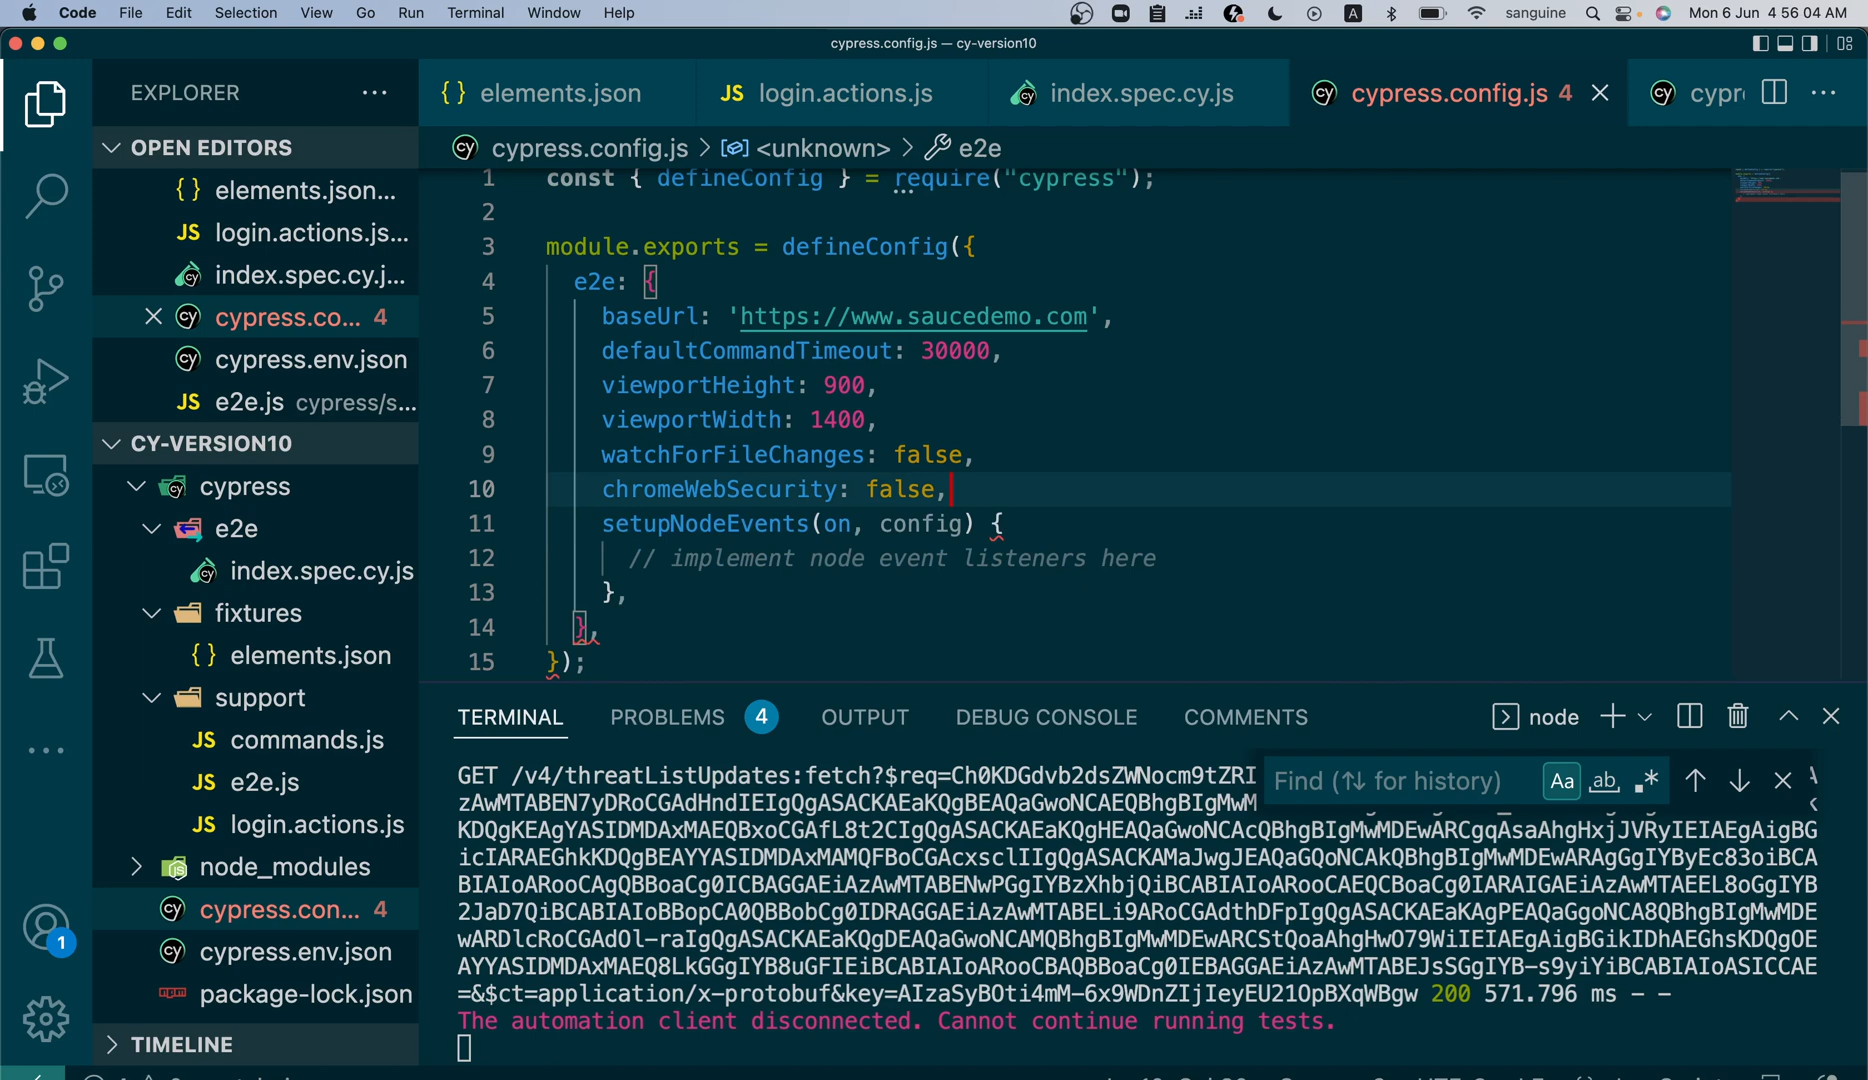 Code File Edit Selection View Go Run Terminal Window Help A sanguine Mon 6 Jun 4 56 04 AM
cypress.config.js — cy-version10
EXPLORER ...
{} elements.json
JS login.actions.js
index.spec.cy.js
cypress.config.js 4
cypr
OPEN EDITORS
{} elements.json...
JS login.actions.js...
index.spec.cy.j...
cypress.co... 4
cypress.env.json
JS e2e.js cypress/s...
CY-VERSION10
cypress
e2e
index.spec.cy.js
fixtures
{} elements.json
support
JS commands.js
JS e2e.js
JS login.actions.js
node_modules
cypress.con... 4
cypress.env.json
package-lock.json
TIMELINE
1
cypress.config.js > <unknown> > e2e
1 const { defineConfig } = require("cypress");
2
3 module.exports = defineConfig({
4 e2e: {
5 baseUrl: 'https://www.saucedemo.com',
6 defaultCommandTimeout: 30000,
7 viewportHeight: 900,
8 viewportWidth: 1400,
9 watchForFileChanges: false,
10 chromeWebSecurity: false,
11 setupNodeEvents(on, config) {
12 // implement node event listeners here
13 },
14 },
15 });
TERMINAL PROBLEMS 4 OUTPUT DEBUG CONSOLE COMMENTS node
Find (⇅ for history) Aa ab
GET /v4/threatListUpdates:fetch?$req=Ch0KDGdvb2dsZWNocm9tZRI
zAwMTABEN7yDRoCGAdHndIEIgQgASACKAEaKQgBEAQaGwoNCAEQBhgBIgMwM
KDQgKEAgYASIDMDAxMAEQBxoCGAfL8t2CIgQgASACKAEaKQgHEAQaGwoNCAcQBhgBIgMwMDEwARCgqAsaAhgHxjJVRyIEIAEgAigBG
icIARAEGhkKDQgBEAYYASIDMDAxMAMQFBoCGAcxsclIIgQgASACKAMaJwgJEAQaGQoNCAkQBhgBIgMwMDEwARAgGgIYByEc83oiBCA
BIAIoARooCAgQBBoaCg0ICBAGGAEiAzAwMTABENwPGgIYBzXhbjQiBCABIAIoARooCAEQCBoaCg0IARAIGAEiAzAwMTAEEL8oGgIYB
2JaD7QiBCABIAIoBBopCA0QBBobCg0IDRAGGAEiAzAwMTABELi9ARoCGAdthDFpIgQgASACKAEaKAgPEAQaGgoNCA8QBhgBIgMwMDE
wARDlcRoCGAdOl-raIgQgASACKAEaKQgDEAQaGwoNCAMQBhgBIgMwMDEwARCStQoaAhgHwO79WiIEIAEgAigBGikIDhAEGhsKDQgOE
AYYASIDMDAxMAEQ8LkGGgIYB8uGFIEiBCABIAIoARooCBAQBBoaCg0IEBAGGAEiAzAwMTABEJsSGgIYB-s9yiYiBCABIAIoASICCAE
=&$ct=application/x-protobuf&key=AIzaSyBOti4mM-6x9WDnZIjIeyEU21OpBXqWBgw 200 571.796 ms - -
The automation client disconnected. Cannot continue running tests.